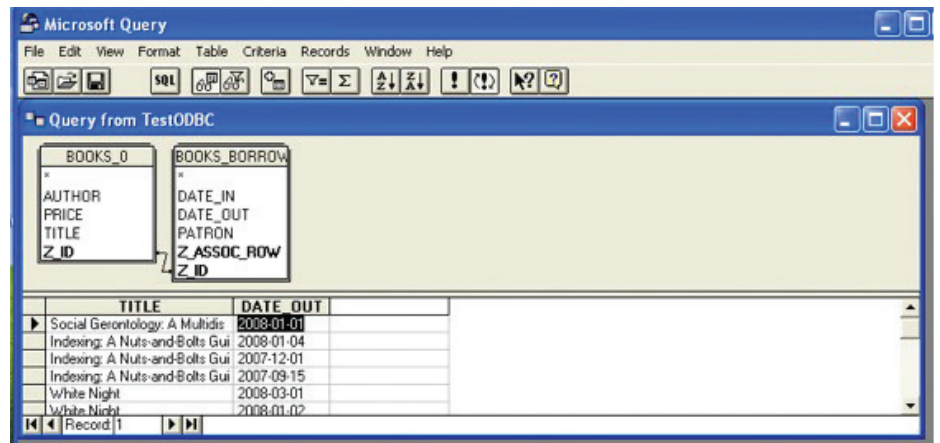 Microsoft Query
File Edit View Format Table Criteria Records Window Help
SQL
Query from TestODBC
BOOKS_0
*
AUTHOR
PRICE
TITLE
Z_ID
BOOKS_BORROW
*
DATE_IN
DATE_OUT
PATRON
Z_ASSOC_ROW
Z_ID
TITLE DATE_OUT
Social Gerontology: A Multidis 2008-01-01
Indexing: A Nuts-and-Bolts Gui 2008-01-04
Indexing: A Nuts-and-Bolts Gui 2007-12-01
Indexing: A Nuts-and-Bolts Gui 2007-09-15
White Night 2008-03-01
White Night 2008-01-02
Record: 1